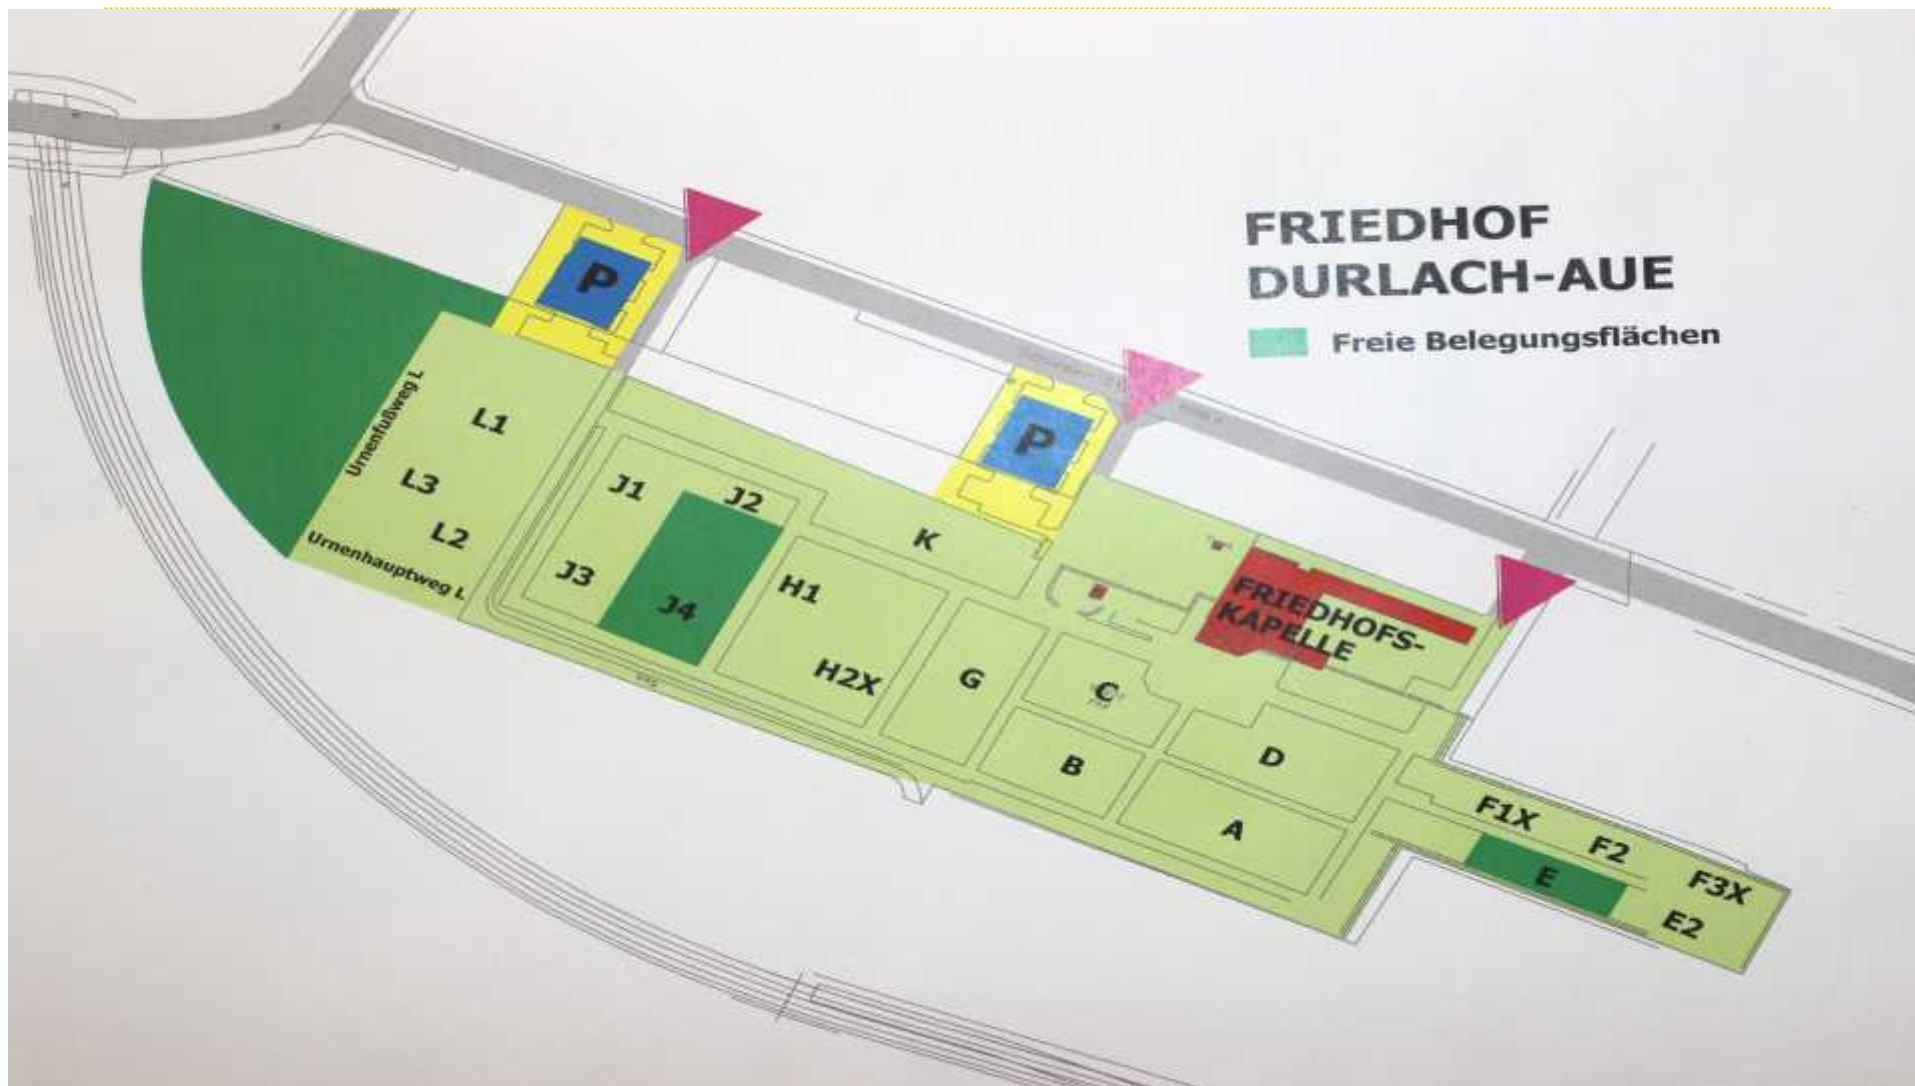 FRIEDHOF
DURLACH-AUE
Freie Belegungsflächen
P
P
Urnenfußweg L
L1
L3
L2
Urnenhauptweg L
J1
J2
J3
J4
K
H1
H2X
G
C
B
D
A
FRIEDHOFS-
KAPELLE
F1X
F2
F3X
E
E2